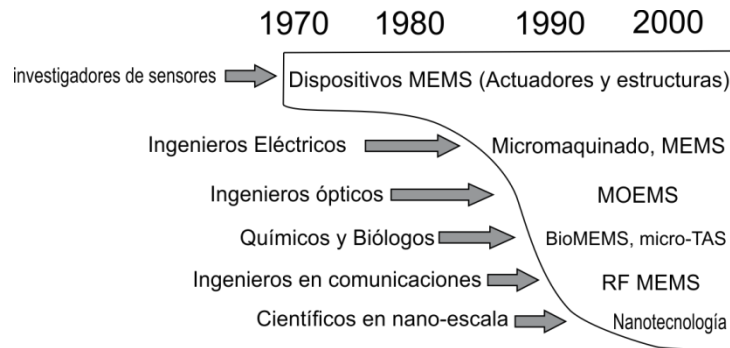 1970 1980 1990 2000
investigadores de sensores Dispositivos MEMS (Actuadores y estructuras)
Ingenieros Eléctricos Micromaquinado, MEMS
Ingenieros ópticos MOEMS
Químicos y Biólogos BioMEMS, micro-TAS
Ingenieros en comunicaciones RF MEMS
Científicos en nano-escala Nanotecnología